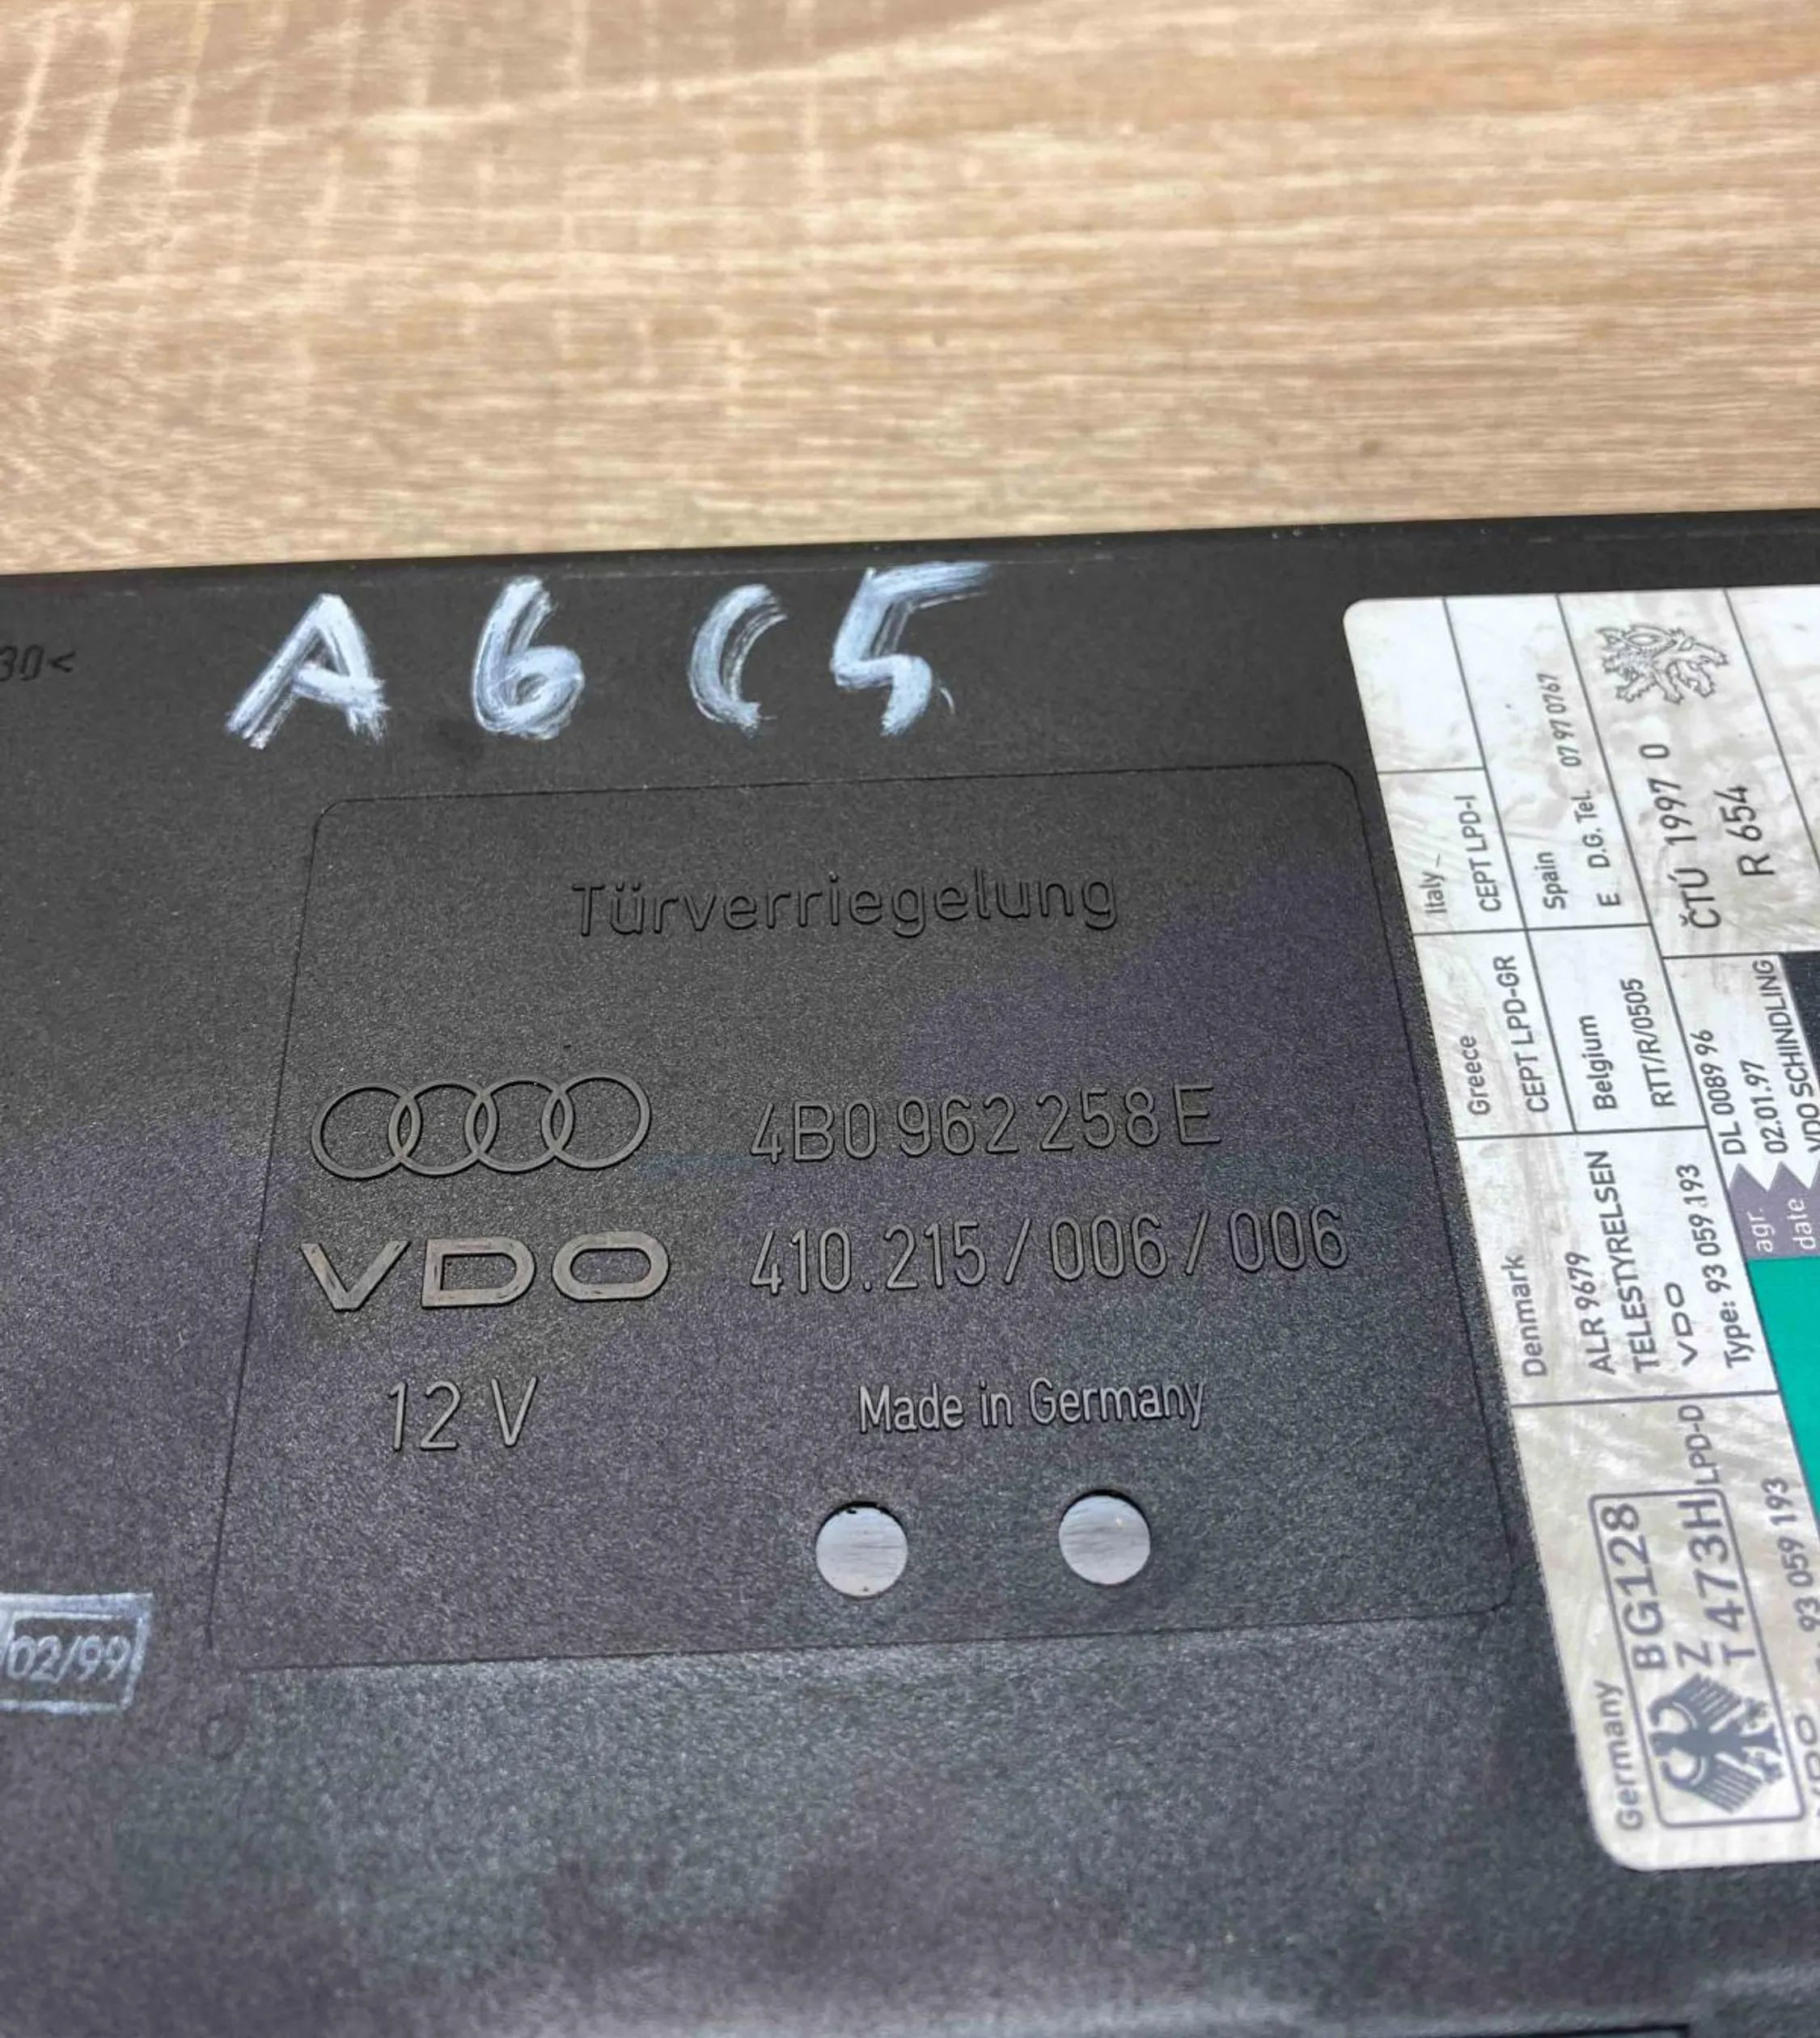 A6 C5
30<
Türverriegelung
4B0 962 258 E
VDO 410.215/006/006
12 V
Made in Germany
02/99
Italy
CEPT LPD-I
Spain
E D.G. Tel. 07 97 0767
ČTÚ 1997 0
R 654
Greece
CEPT LPD-GR
Belgium
RTT/R/0505
agr. DL 0089 96
date 02.01.97
VDO SCHINDLING
Denmark
ALR 9679
TELESTYRELSEN
VDO
Type: 93 059 193
Germany
BG128
Z
T473H LPD-D
93 059 193